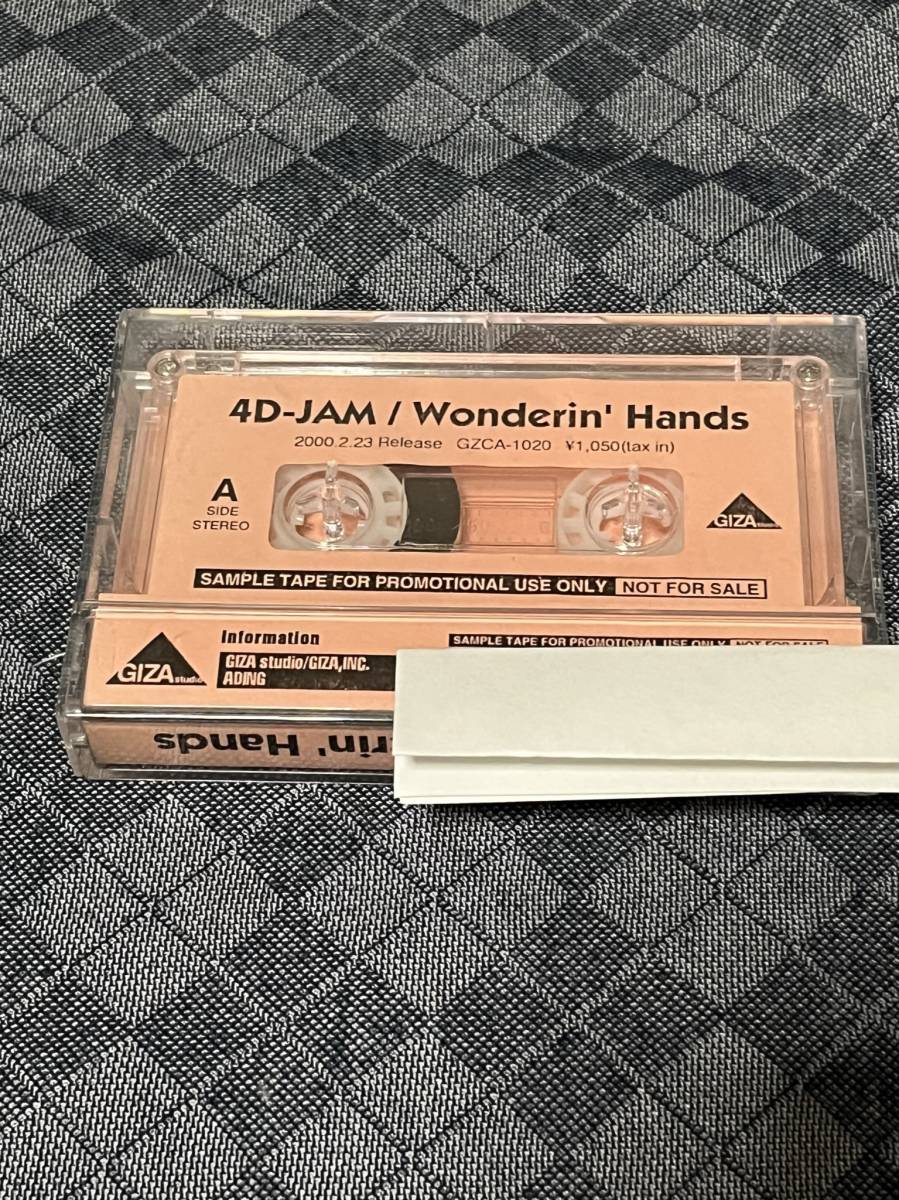 4D-JAM / Wonderin' Hands
2000.2.23 Release GZCA-1020 ¥1,050(tax in)
A
SIDE
STEREO
GIZA studio
SAMPLE TAPE FOR PROMOTIONAL USE ONLY NOT FOR SALE
GIZA studio
Information
GIZA studio/GIZA,INC.
ADING
SAMPLE TAPE FOR PROMOTIONAL USE ONLY NOT FOR SALE
Hands